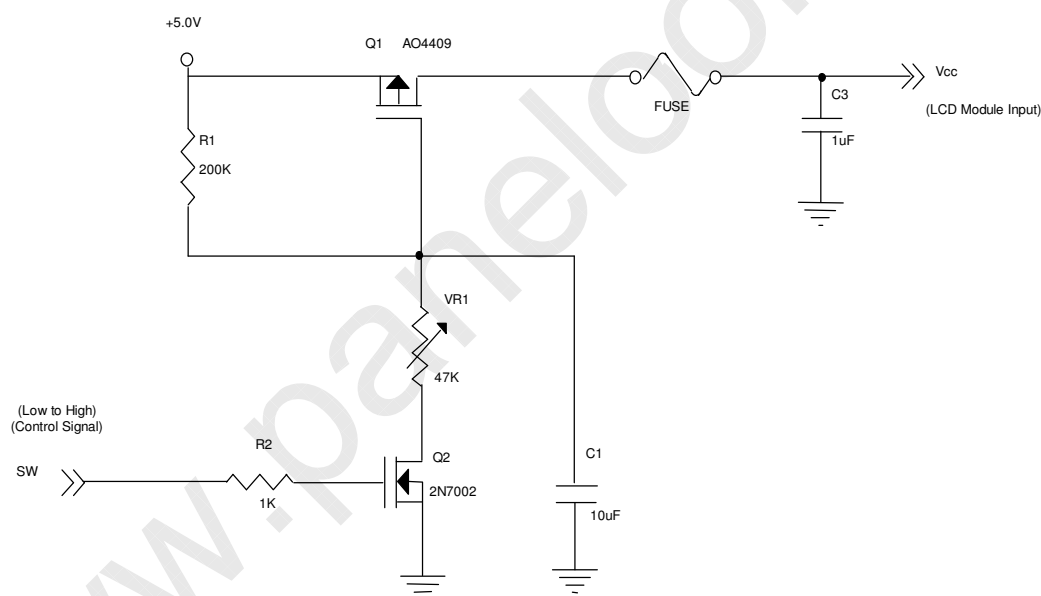 +5.0V
Q1 AO4409
Vcc
(LCD Module Input)
FUSE
C3
1uF
R1
200K
VR1
47K
(Low to High)
(Control Signal)
SW
R2
1K
Q2
2N7002
C1
10uF
w.paneloo